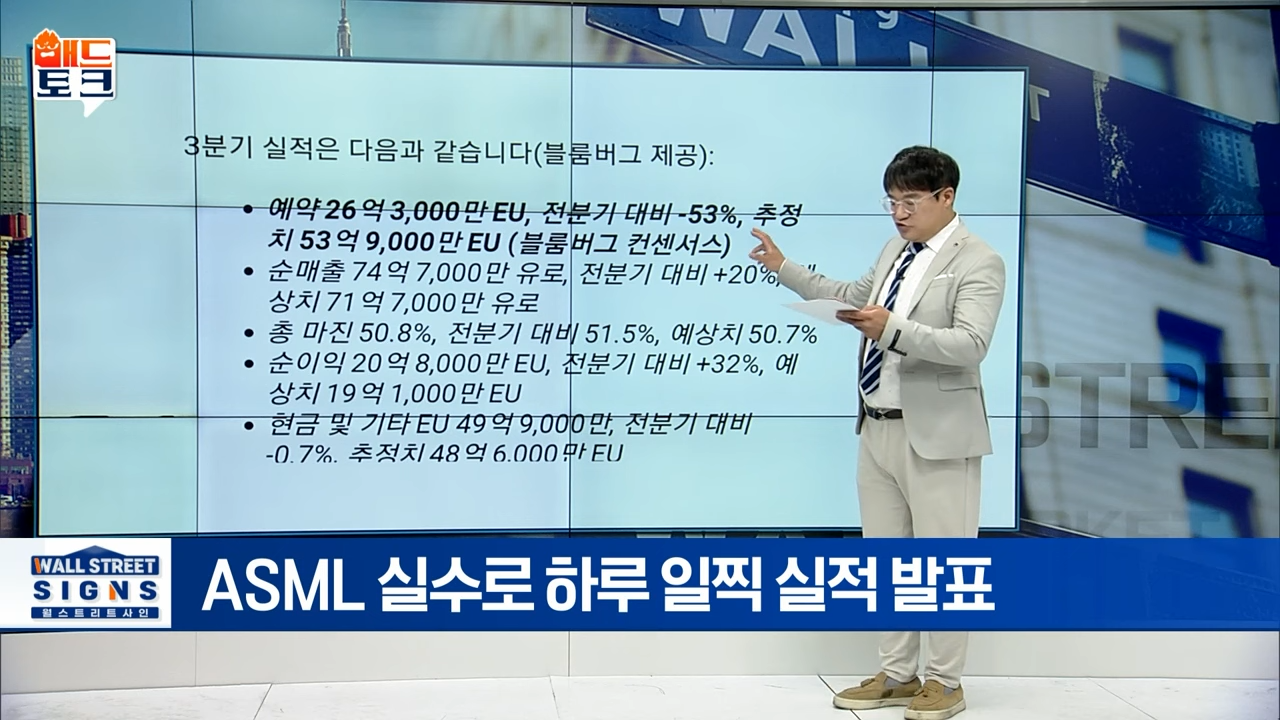 매드
토크
WALL
3분기 실적은 다음과 같습니다(블룸버그 제공):
• 예약 26억 3,000만 EU, 전분기 대비 -53%, 추정
치 53억 9,000만 EU (블룸버그 컨센서스)
• 순매출 74억 7,000만 유로, 전분기 대비 +20%,
상치 71억 7,000만 유로
• 총 마진 50.8%, 전분기 대비 51.5%, 예상치 50.7%
• 순이익 20억 8,000만 EU, 전분기 대비 +32%, 예
상치 19억 1,000만 EU
• 현금 및 기타 EU 49억 9,000만, 전분기 대비
-0.7%, 추정치 48억 6,000만 EU
STRE
WALL STREET
SIGNS
월스트리트사인
ASML 실수로 하루 일찍 실적 발표